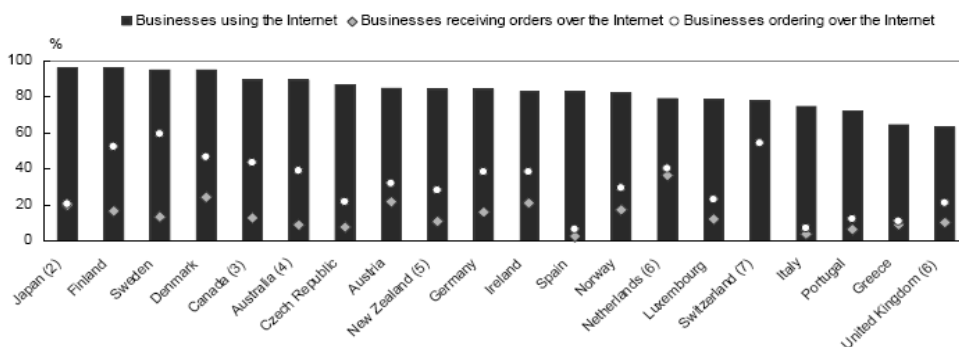 Businesses using the Internet Businesses receiving orders over the Internet Businesses ordering over the Internet
%
100
80
60
40
20
0
Japan (2)
Finland
Sweden
Denmark
Canada (3)
Australia (4)
Czech Republic
Austria
New Zealand (5)
Germany
Ireland
Spain
Norway
Netherlands (6)
Luxembourg
Switzerland (7)
Italy
Portugal
Greece
United Kingdom (6)